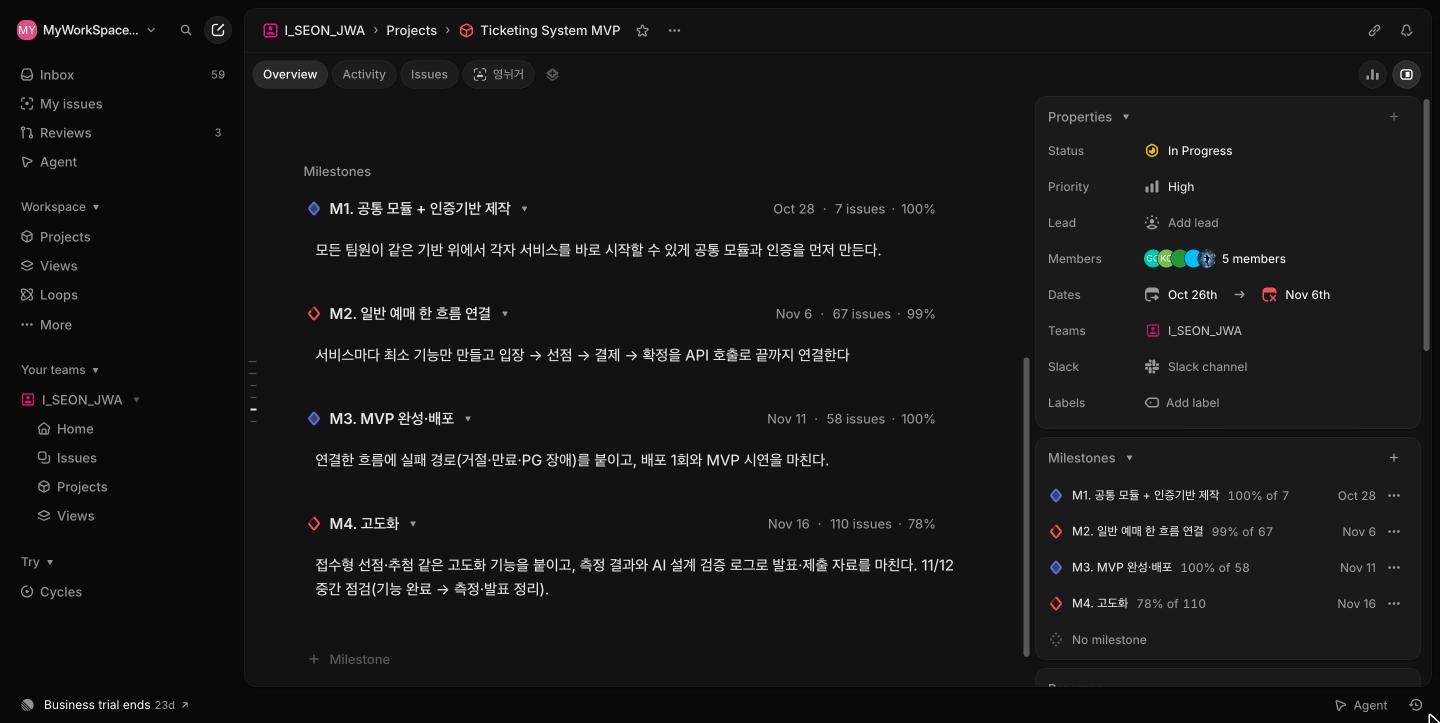 MY MyWorkSpace...
Inbox 59
My issues
Reviews 3
Agent
Workspace
Projects
Views
Loops
More
Your teams
I_SEON_JWA
Home
Issues
Projects
Views
Try
Cycles
Business trial ends 23d ↗
I_SEON_JWA › Projects › Ticketing System MVP
Overview Activity Issues 영뉘거
Milestones
M1. 공통 모듈 + 인증기반 제작 Oct 28 · 7 issues · 100%
모든 팀원이 같은 기반 위에서 각자 서비스를 바로 시작할 수 있게 공통 모듈과 인증을 먼저 만든다.
M2. 일반 예매 한 흐름 연결 Nov 6 · 67 issues · 99%
서비스마다 최소 기능만 만들고 입장 → 선점 → 결제 → 확정을 API 호출로 끝까지 연결한다
M3. MVP 완성·배포 Nov 11 · 58 issues · 100%
연결한 흐름에 실패 경로(거절·만료·PG 장애)를 붙이고, 배포 1회와 MVP 시연을 마친다.
M4. 고도화 Nov 16 · 110 issues · 78%
접수형 선점·추첨 같은 고도화 기능을 붙이고, 측정 결과와 AI 설계 검증 로그로 발표·제출 자료를 마친다. 11/12
중간 점검(기능 완료 → 측정·발표 정리).
+ Milestone
Properties
Status In Progress
Priority High
Lead Add lead
Members 5 members
Dates Oct 26th → Nov 6th
Teams I_SEON_JWA
Slack Slack channel
Labels Add label
Milestones
M1. 공통 모듈 + 인증기반 제작 100% of 7 Oct 28
M2. 일반 예매 한 흐름 연결 99% of 67 Nov 6
M3. MVP 완성·배포 100% of 58 Nov 11
M4. 고도화 78% of 110 Nov 16
No milestone
Agent